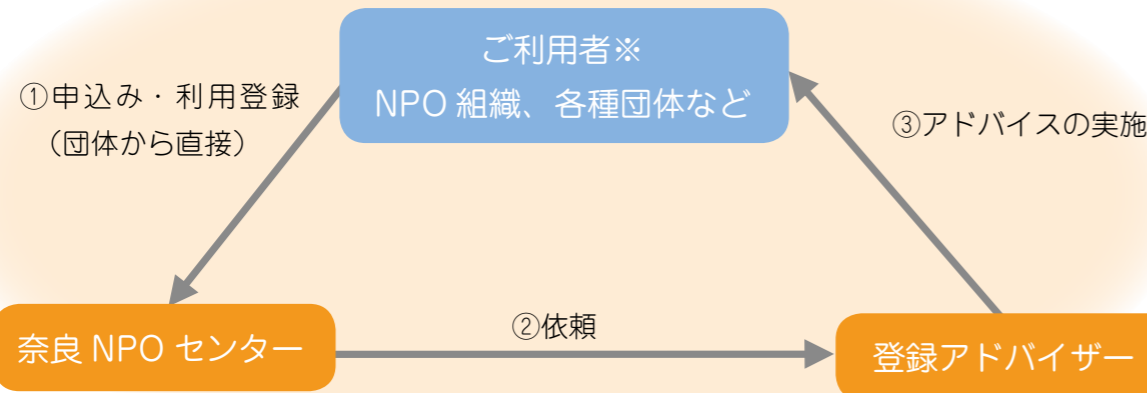 ご利用者※
NPO 組織、各種団体など
①申込み・利用登録
（団体から直接）
③アドバイスの実施
②依頼
奈良 NPO センター
登録アドバイザー